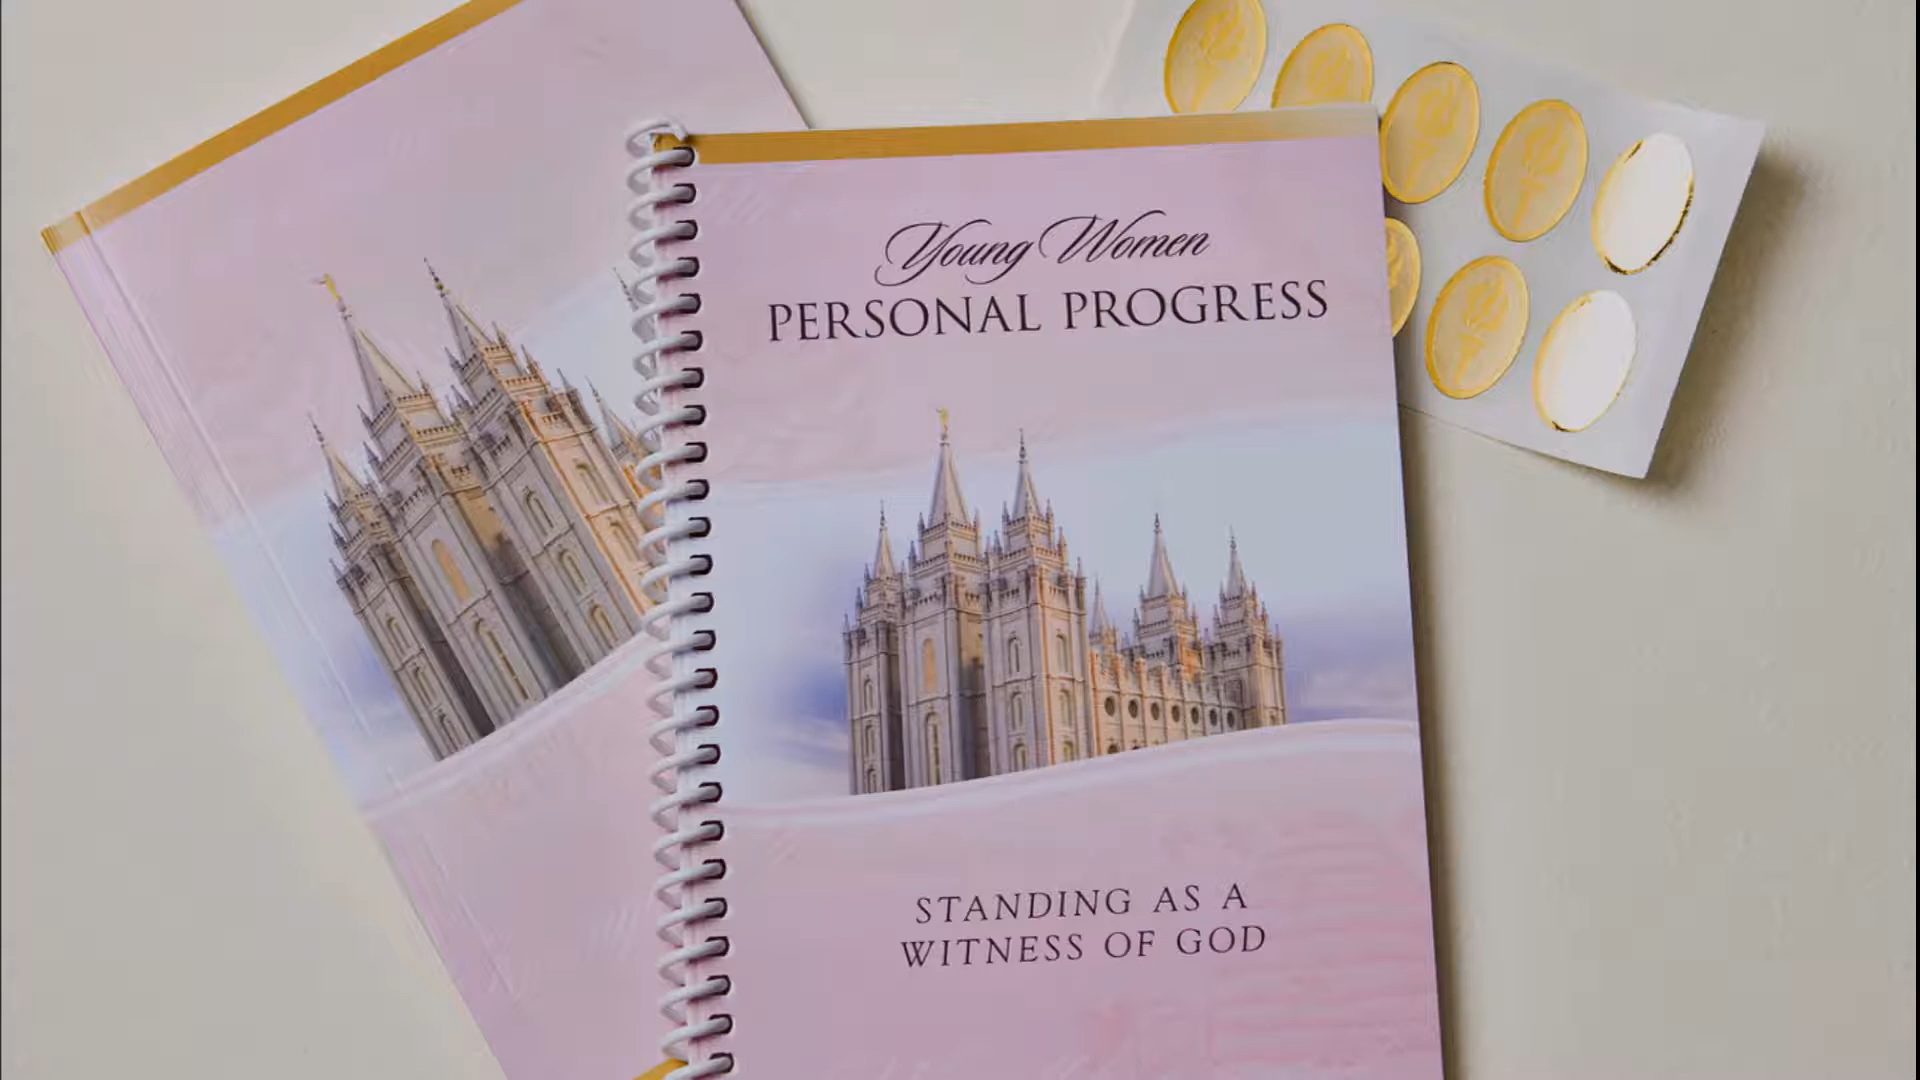 Young Women
PERSONAL PROGRESS
STANDING AS A
WITNESS OF GOD